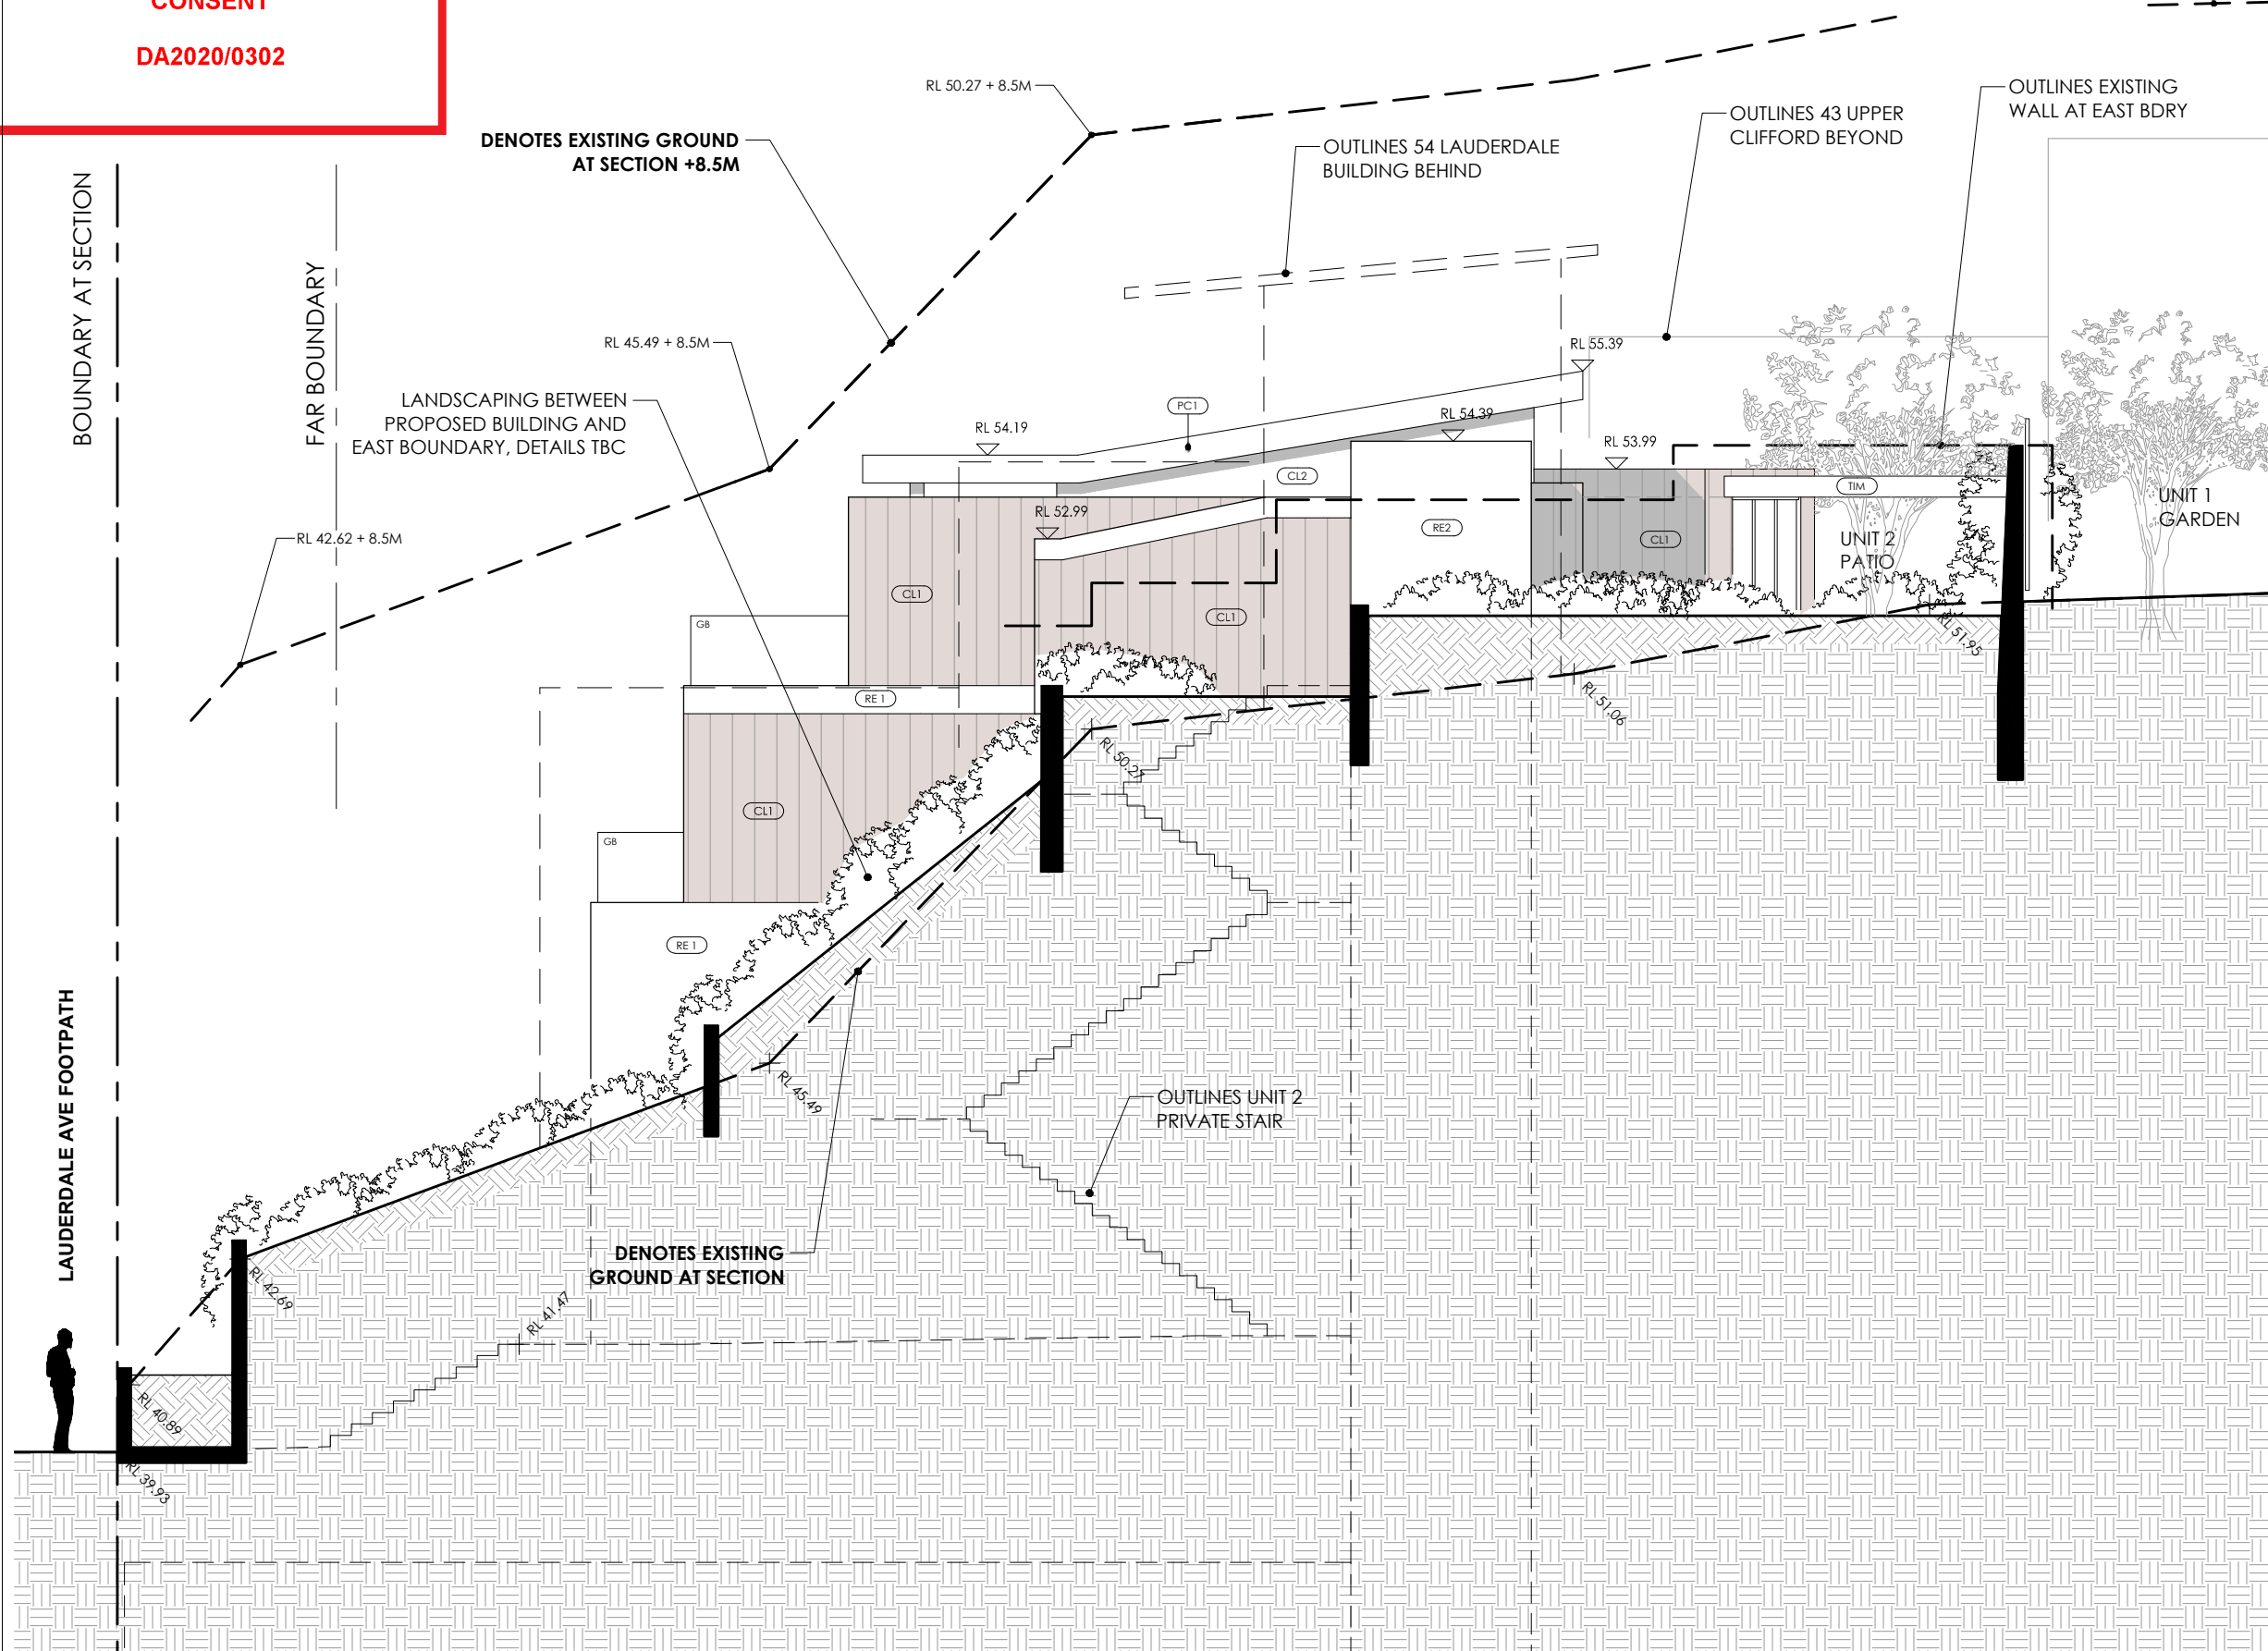 CONSENT
DA2020/0302
RL 50.27 + 8.5M
DENOTES EXISTING GROUND
AT SECTION +8.5M
OUTLINES 54 LAUDERDALE
BUILDING BEHIND
OUTLINES 43 UPPER
CLIFFORD BEYOND
OUTLINES EXISTING
WALL AT EAST BDRY
BOUNDARY AT SECTION
FAR BOUNDARY
RL 45.49 + 8.5M
LANDSCAPING BETWEEN
PROPOSED BUILDING AND
EAST BOUNDARY, DETAILS TBC
RL 42.62 + 8.5M
RL 55.39
PC1
RL 54.19
RL 54.39
RL 53.99
CL2
TIM
RL 52.99
RE2
CL1
UNIT 1
GARDEN
UNIT 2
PATIO
CL1
CL1
GB
RE 1
RL 51.95
RL 51.06
RL 50.27
CL1
GB
RE 1
RL 45.49
OUTLINES UNIT 2
PRIVATE STAIR
LAUDERDALE AVE FOOTPATH
DENOTES EXISTING
GROUND AT SECTION
RL 42.69
RL 41.47
RL 40.89
RL 39.93